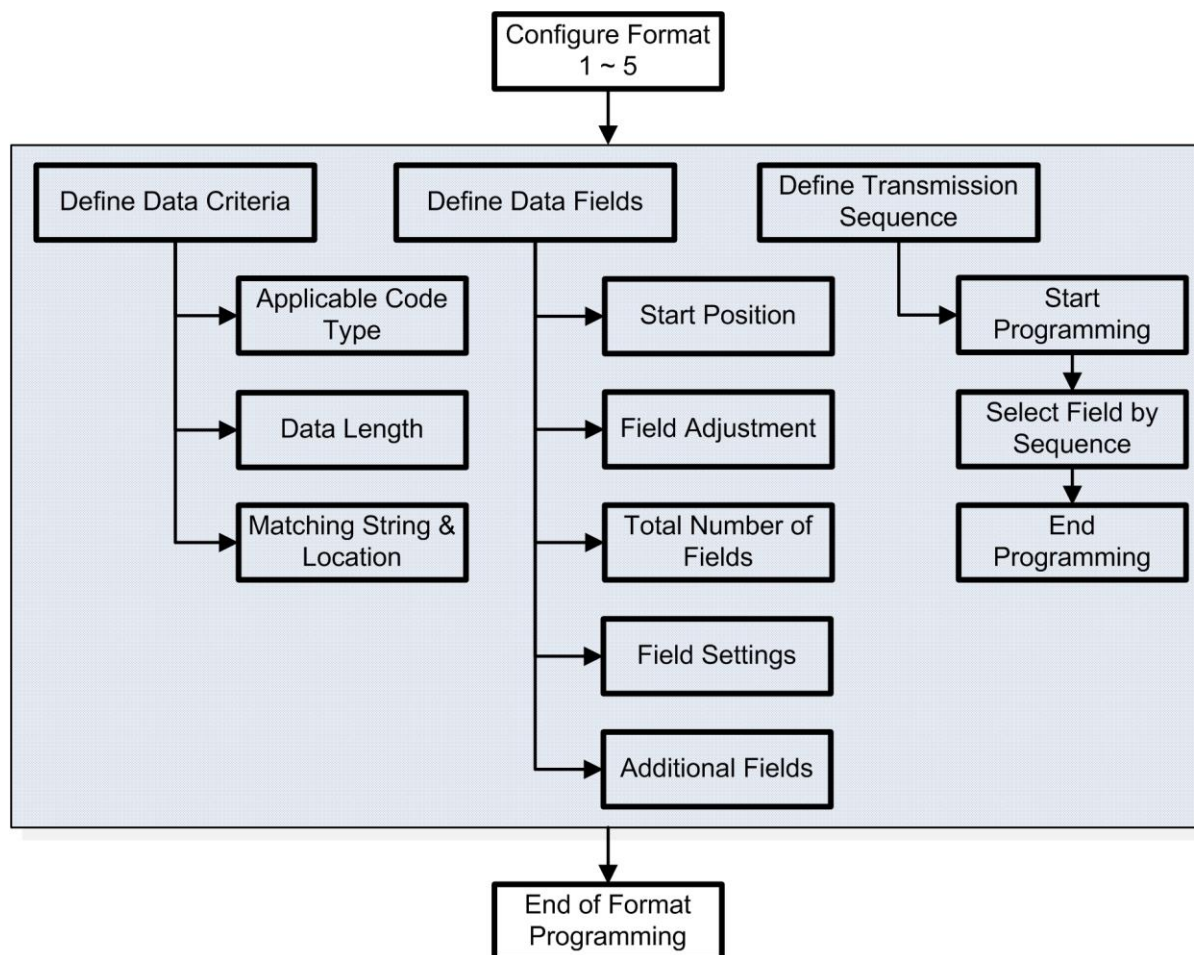 Configure Format
1 ~ 5
Define Data Criteria
Applicable Code
Type
Data Length
Matching String &
Location
Define Data Fields
Start Position
Field Adjustment
Total Number of
Fields
Field Settings
Additional Fields
Define Transmission
Sequence
Start
Programming
Select Field by
Sequence
End
Programming
End of Format
Programming